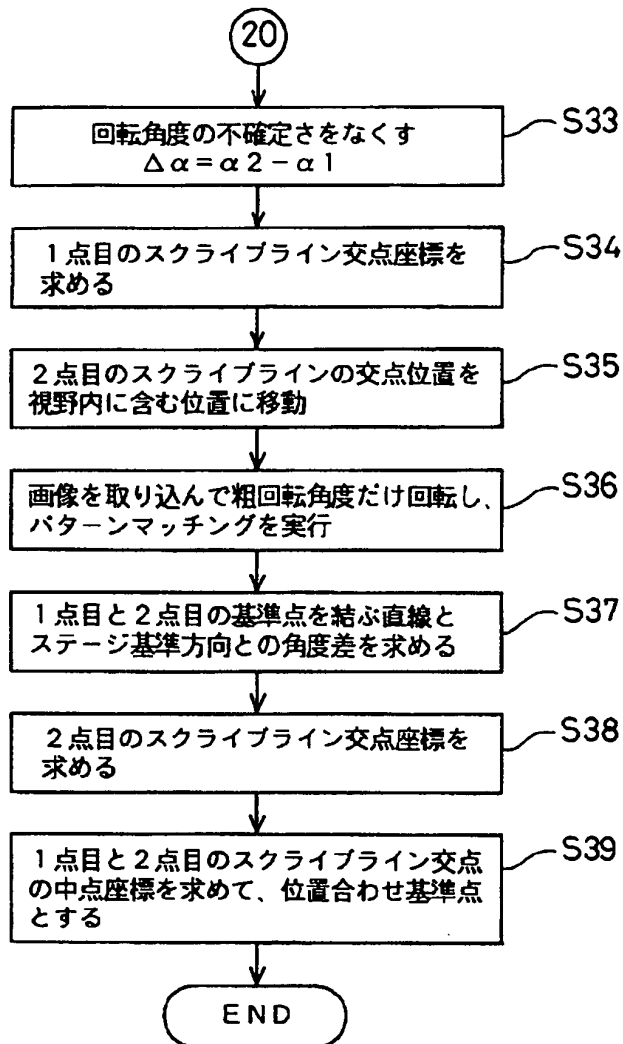 20
回転角度の不確定さをなくす
△α=α2-α1
S33
1点目のスクライブライン交点座標を
求める
S34
2点目のスクライブラインの交点位置を
視野内に含む位置に移動
S35
画像を取り込んで粗回転角度だけ回転し、
パターンマッチングを実行
S36
1点目と2点目の基準点を結ぶ直線と
ステージ基準方向との角度差を求める
S37
2点目のスクライブライン交点座標を
求める
S38
1点目と2点目のスクライブライン交点
の中点座標を求めて、位置合わせ基準点
とする
S39
END